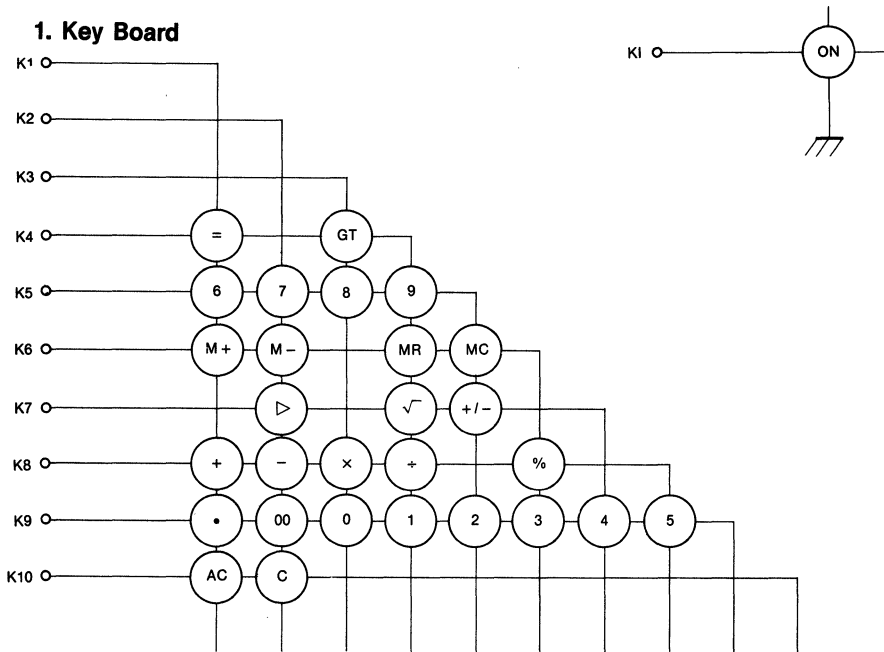 1. Key Board
K1
KI ON
K2
K3
K4 = GT
K5 6 7 8 9
K6 M+ M− MR MC
K7 ▷ √‾ +/−
K8 + − × ÷ %
K9 • 00 0 1 2 3 4 5
K10 AC C